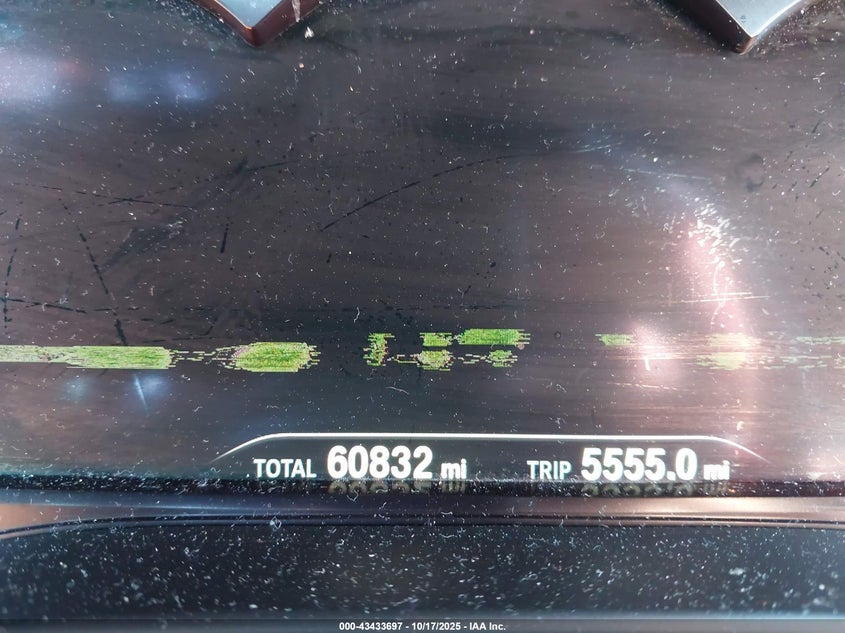 TOTAL 60832 mi TRIP 5555.0 mi
000-43433697 - 10/17/2025 - IAA Inc.